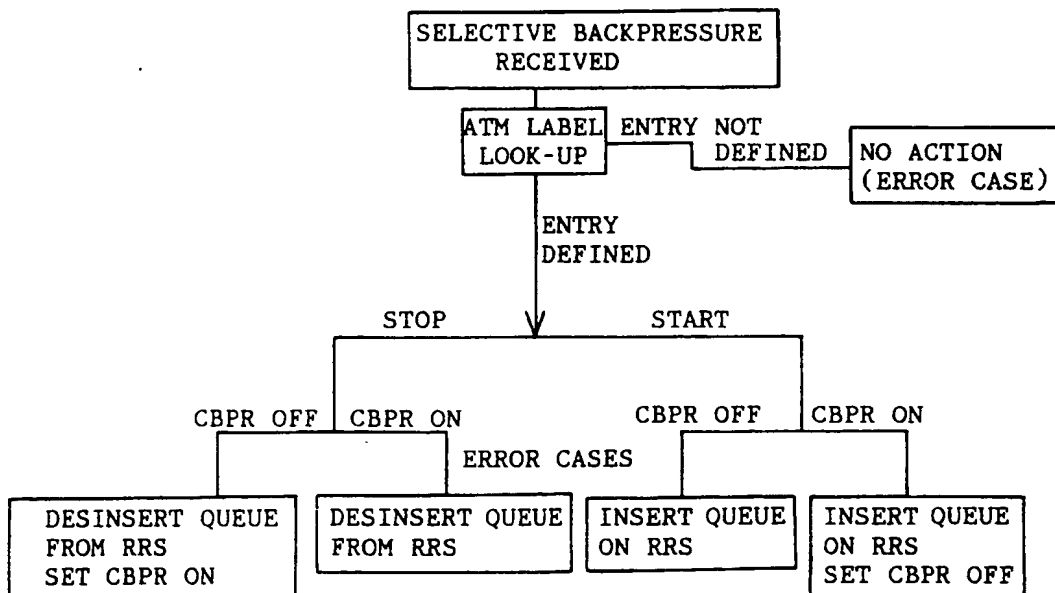 SELECTIVE BACKPRESSURE
RECEIVED
ATM LABEL
LOOK-UP
ENTRY NOT
DEFINED
NO ACTION
(ERROR CASE)
ENTRY
DEFINED
STOP
START
CBPR OFF
CBPR ON
CBPR OFF
CBPR ON
ERROR CASES
DESINSERT QUEUE
FROM RRS
SET CBPR ON
DESINSERT QUEUE
FROM RRS
INSERT QUEUE
ON RRS
INSERT QUEUE
ON RRS
SET CBPR OFF